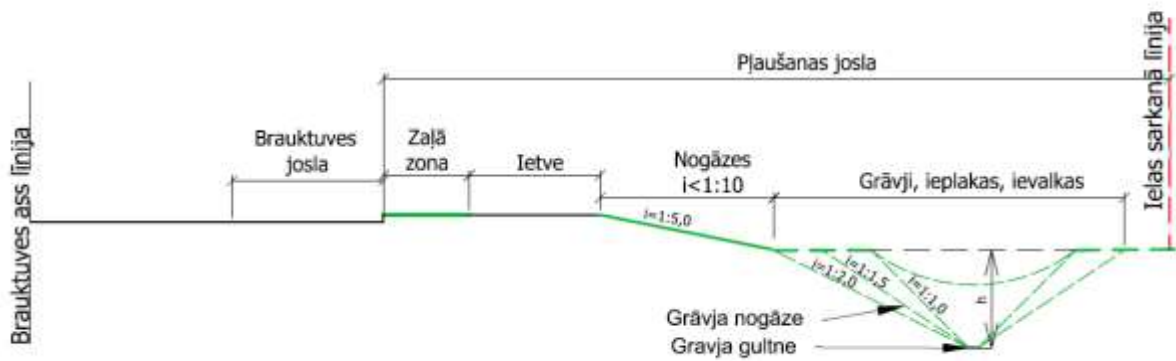 Pļaušanas josla
Ielas sarkanā līnija
Brauktuves ass līnija
Brauktuves
josla
Zaļā
zona
Ietve
Nogāzes
i<1:10
Grāvji, ieplakas, ievalkas
i=1:5,0
i=1:2,0
i=1:1,5
i=1:1,0
h
Grāvja nogāze
Gravja gultne